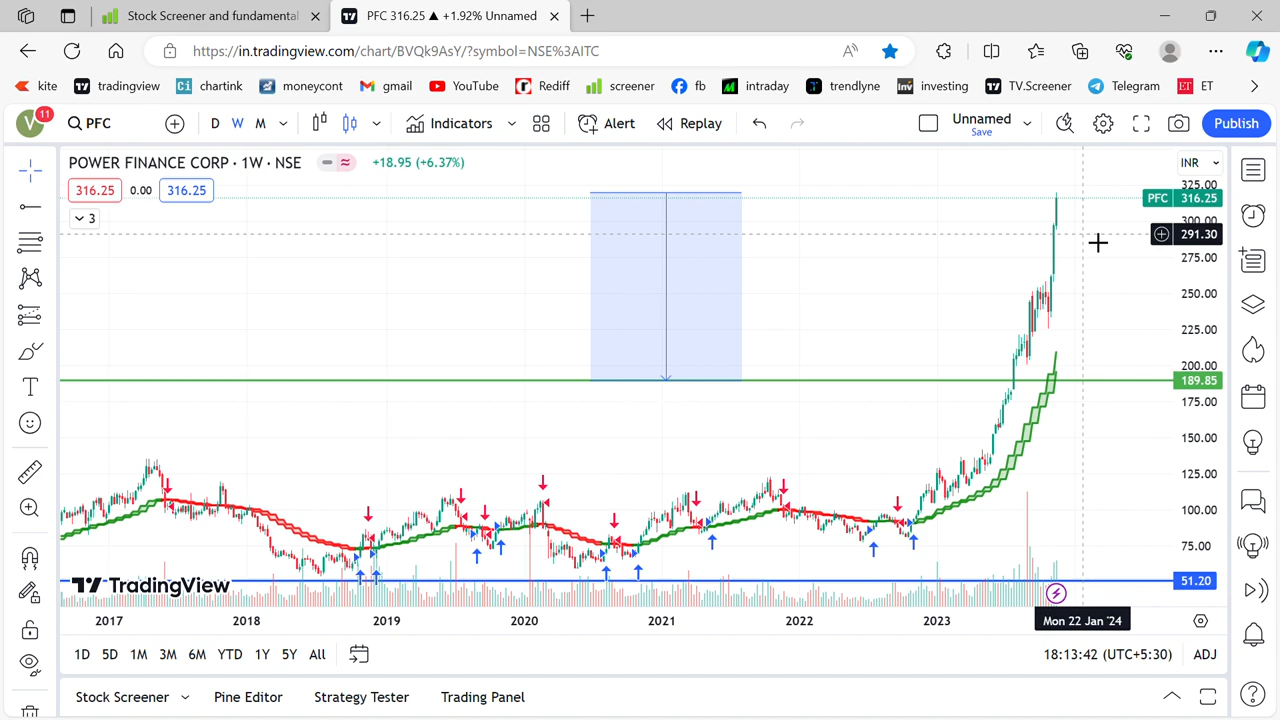 Stock Screener and fundamental
PFC 316.25 ▲ +1.92% Unnamed
https://in.tradingview.com/chart/BVQk9AsY/?symbol=NSE%3AITC
kite tradingview chartink moneycont gmail YouTube Rediff screener fb intraday trendlyne investing TV.Screener Telegram ET
V 11 PFC D W M Indicators Alert Replay Unnamed Save Publish
POWER FINANCE CORP · 1W · NSE +18.95 (+6.37%) INR
316.25 0.00 316.25
3
325.00
PFC 316.25
300.00
291.30
275.00
250.00
225.00
200.00
189.85
175.00
150.00
125.00
100.00
75.00
51.20
TradingView
2017 2018 2019 2020 2021 2022 2023 Mon 22 Jan '24
1D 5D 1M 3M 6M YTD 1Y 5Y All 18:13:42 (UTC+5:30) ADJ
Stock Screener Pine Editor Strategy Tester Trading Panel